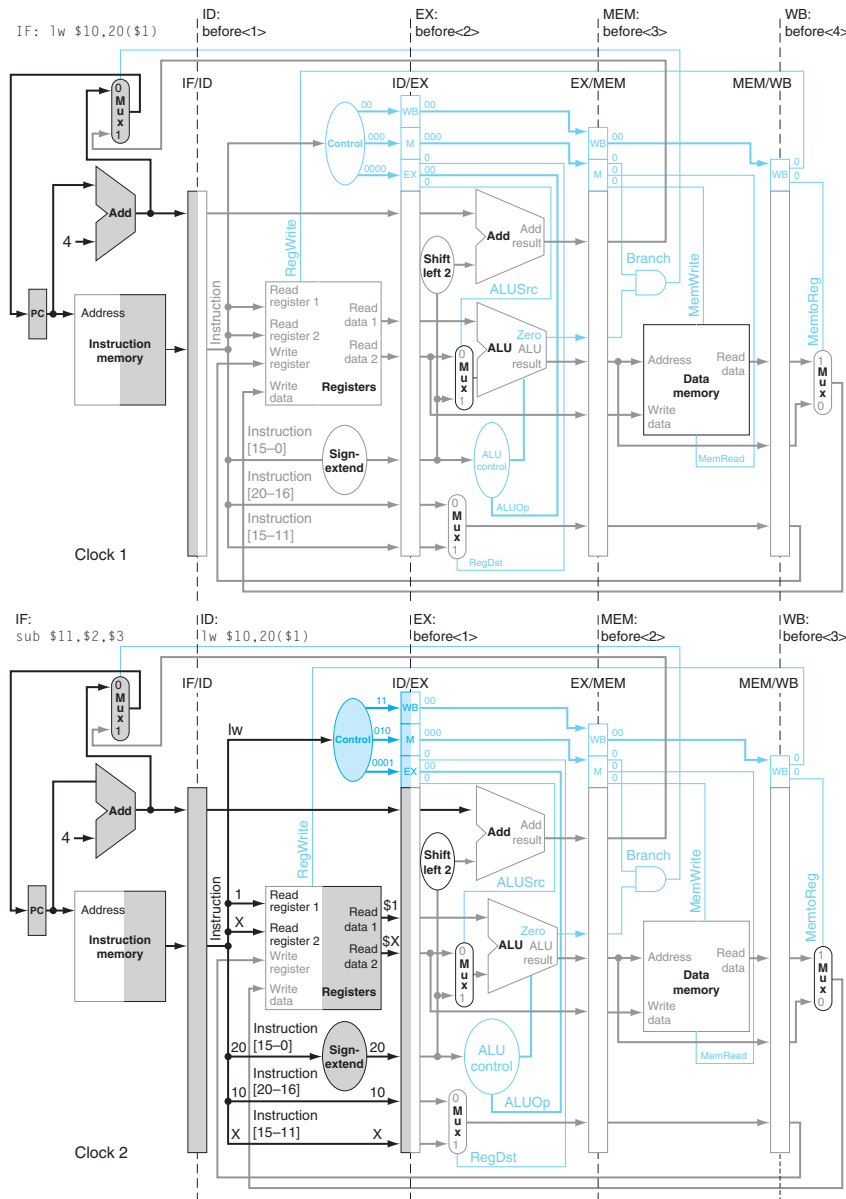 IF: lw $10,20($1)
ID:
before<1>
EX:
before<2>
MEM:
before<3>
WB:
before<4>
IF/ID
ID/EX
EX/MEM
MEM/WB
0
Mux
1
Add
4
PC
Address
Instruction
memory
Instruction
RegWrite
Control
00
000
0000
WB
M
EX
00
000
0
00
0
WB
M
00
0
0
0
WB
0
0
Read
register 1
Read
register 2
Write
register
Write
data
Read
data 1
Read
data 2
Registers
Shift
left 2
Add
Add
result
ALUSrc
Zero
ALU
ALU
result
0
Mux
1
Branch
MemWrite
Address
Read
data
Data
memory
Write
data
MemRead
MemtoReg
1
Mux
0
Instruction
[15–0]
Sign-
extend
Instruction
[20–16]
Instruction
[15–11]
ALU
control
ALUOp
0
Mux
1
RegDst
Clock 1
IF:
sub $11,$2,$3
ID:
lw $10,20($1)
EX:
before<1>
MEM:
before<2>
WB:
before<3>
IF/ID
ID/EX
EX/MEM
MEM/WB
0
Mux
1
Add
4
PC
Address
Instruction
memory
Instruction
lw
RegWrite
Control
11
010
0001
WB
M
EX
00
000
0
00
0
WB
M
00
0
0
0
WB
0
0
1
X
Read
register 1
Read
register 2
Write
register
Write
data
Read
data 1
Read
data 2
Registers
$1
$X
Shift
left 2
Add
Add
result
ALUSrc
Zero
ALU
ALU
result
0
Mux
1
Branch
MemWrite
Address
Read
data
Data
memory
Write
data
MemRead
MemtoReg
1
Mux
0
Instruction
[15–0]
20
Sign-
extend
20
Instruction
[20–16]
10
10
Instruction
[15–11]
X
X
ALU
control
ALUOp
0
Mux
1
RegDst
Clock 2